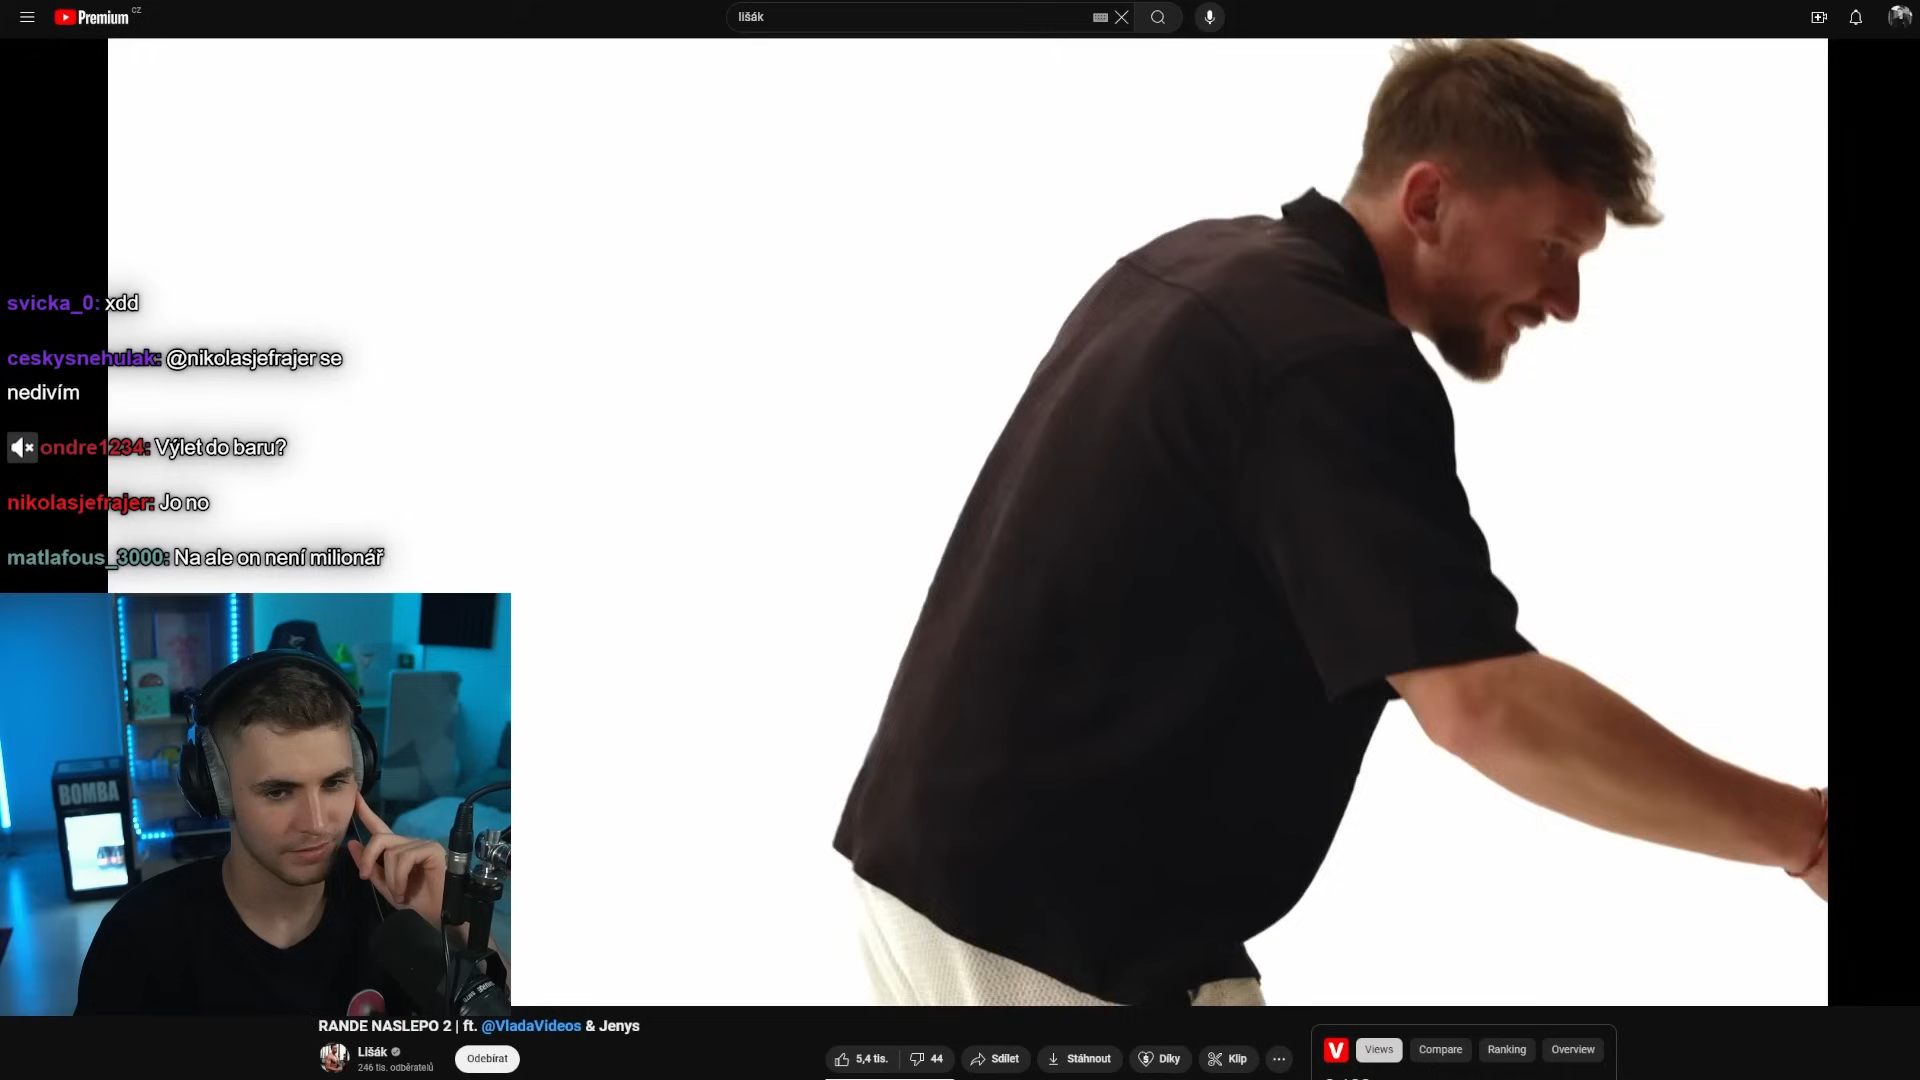 Premium CZ
lišák
svicka_0: xdd
ceskysnehulak: @nikolasjefrajer se
nedivím
ondre1234: Výlet do baru?
nikolasjefrajer: Jo no
matlafous_3000: Na ale on není milionář
BOMBA
RANDE NASLEPO 2 | ft. @VladaVideos & Jenys
Lišák
246 tis. odběratelů
Odebírat
5,4 tis.
44
Sdílet
Stáhnout
Díky
Klip
Views
Compare
Ranking
Overview